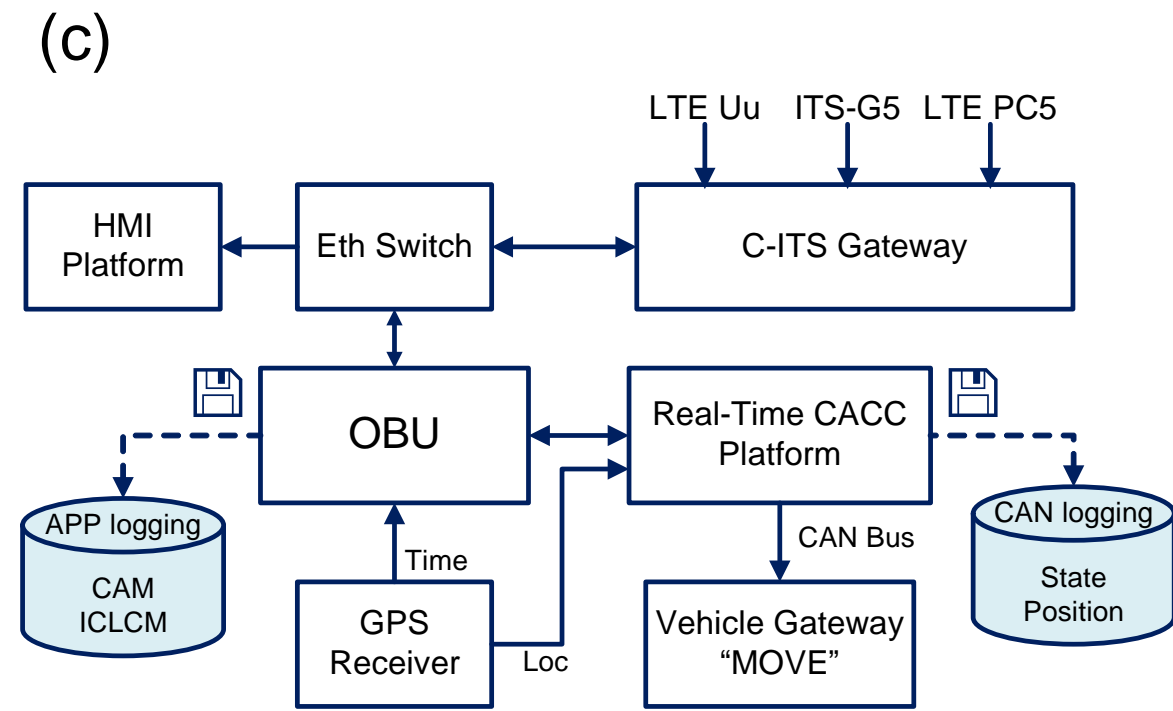 (c)
LTE Uu ITS-G5 LTE PC5
HMI
Platform
Eth Switch
C-ITS Gateway
OBU
Real-Time CACC
Platform
APP logging
CAM
ICLCM
Time
CAN Bus
CAN logging
State
Position
GPS
Receiver
Loc
Vehicle Gateway
“MOVE”